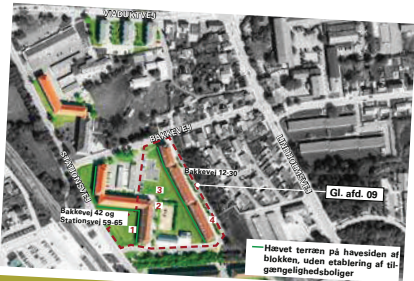 VIADUKTVEJ
BAKKEVEJ
STATIONSVEJ
Bakkevej 12-30
Gl. afd. 09
Bakkevej 42 og
Stationsvej 59-65
1
2
3
4
Hævet terræn på havesiden af
blokken, uden etablering af til-
gængelighedsboliger